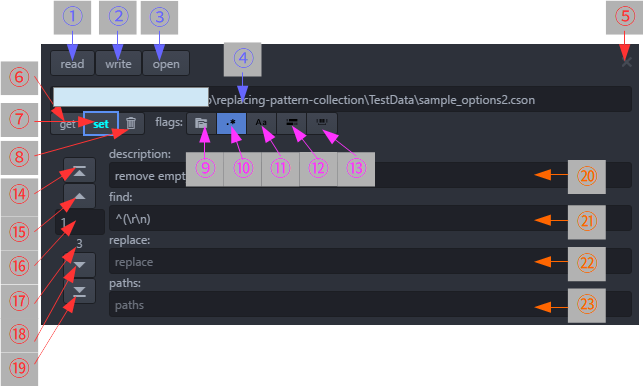 ① ② ③ ⑤
read write open ×
④
⑥ \replacing-pattern-collection\TestData\sample_options2.cson
⑦ get set flags: .* Aa
⑧ description:
⑨ ⑩ ⑪ ⑫ ⑬
⑭ remove empt ⑳
find:
⑮ 1 ^(\r\n) ㉑
replace:
⑯ 3 replace ㉒
⑰ paths:
⑱ paths ㉓
⑲